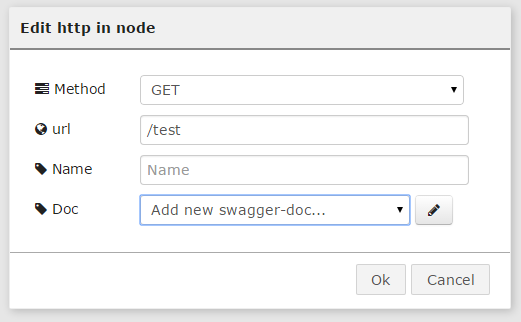 Edit http in node
Method GET
url /test
Name Name
Doc Add new swagger-doc...
Ok Cancel